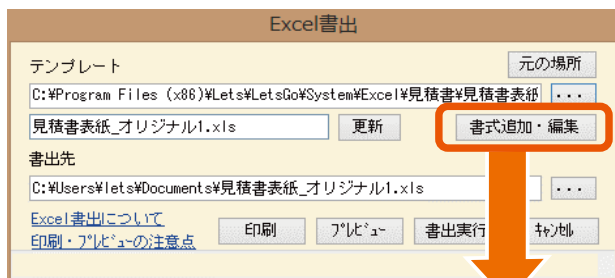 Excel書出
テンプレート
元の場所
C:¥Program Files (x86)¥Lets¥LetsGo¥System¥Excel¥見積書¥見積書表紙 ...
見積書表紙_オリジナル1.xls 更新 書式追加・編集
書出先
C:¥Users¥lets¥Documents¥見積書表紙_オリジナル1.xls ...
Excel書出について
印刷・プレビューの注意点
印刷 プレビュー 書出実行 キャンセル